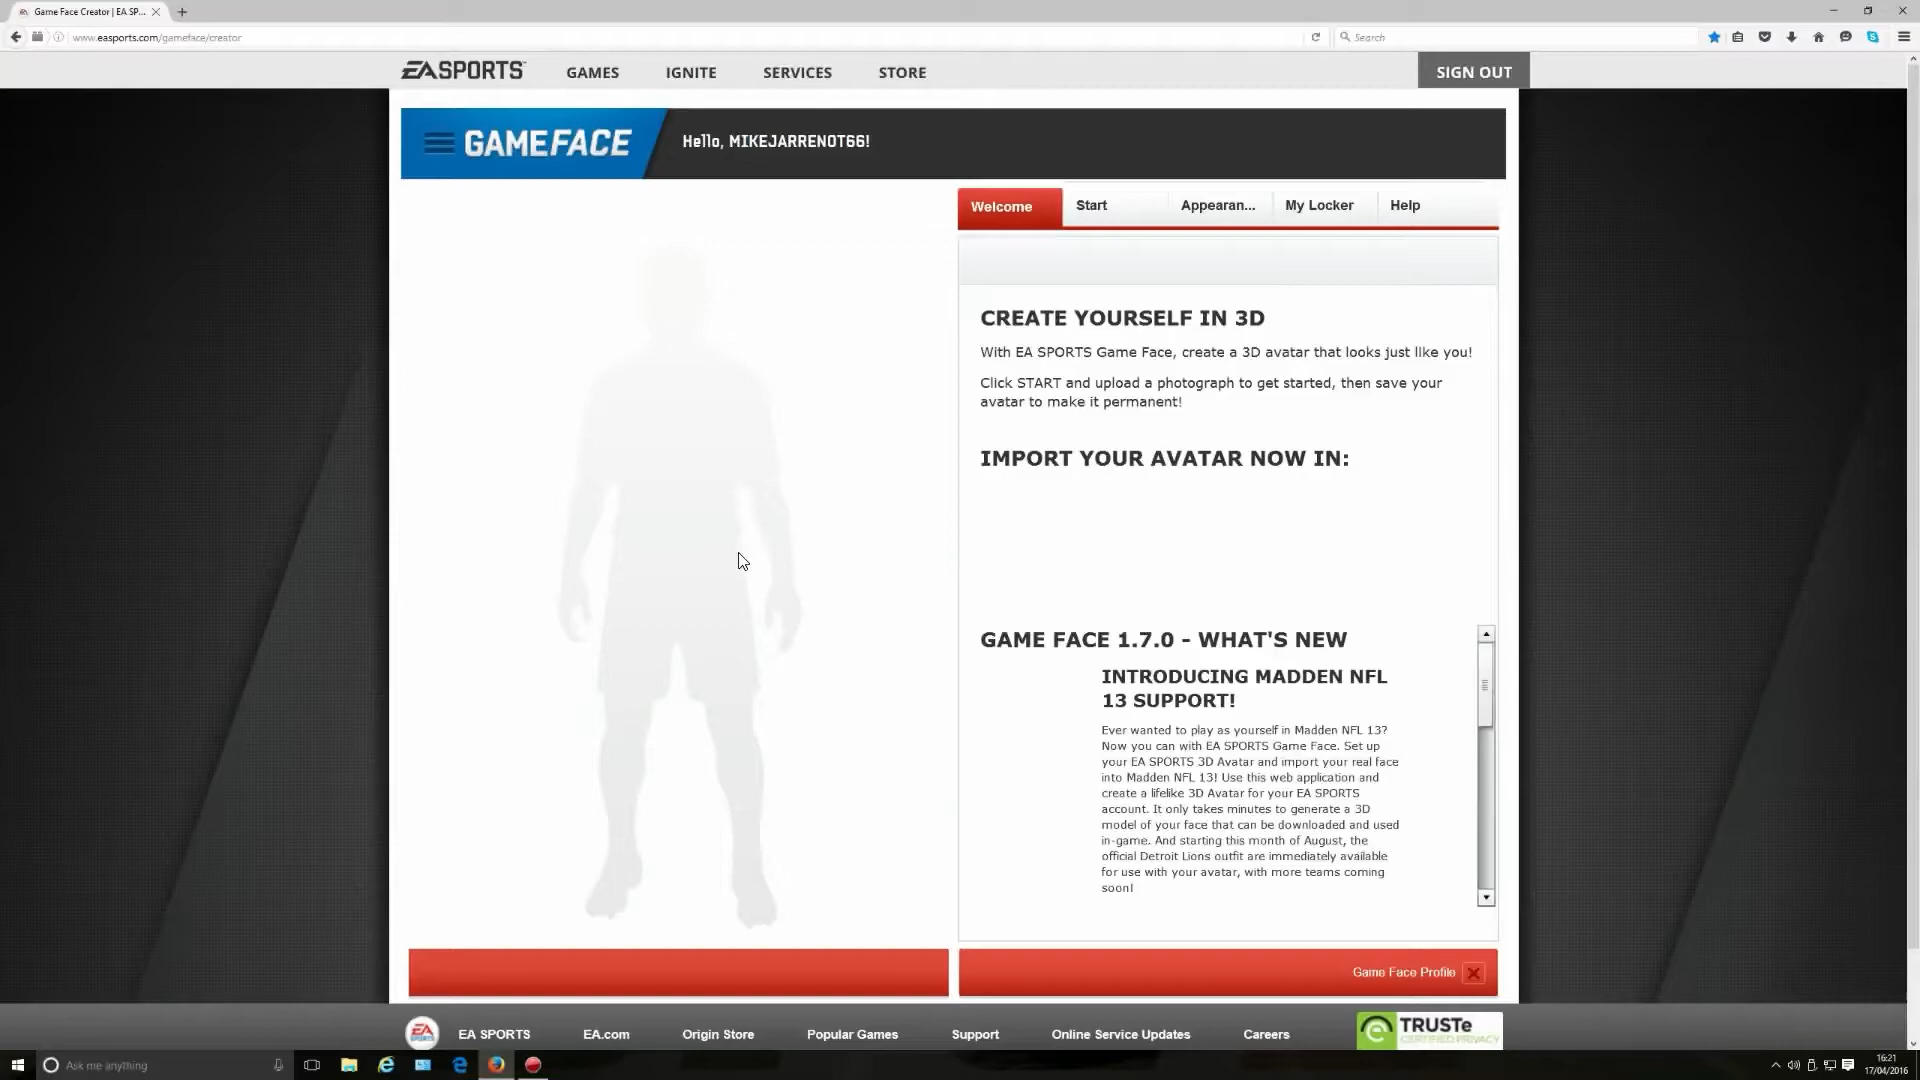 Game Face Creator | EA SP...
www.easports.com/gameface/creator
Search
EA SPORTS
GAMES
IGNITE
SERVICES
STORE
SIGN OUT
GAMEFACE
Hello, MIKEJARRENOT66!
Welcome
Start
Appearan...
My Locker
Help
CREATE YOURSELF IN 3D
With EA SPORTS Game Face, create a 3D avatar that looks just like you!
Click START and upload a photograph to get started, then save your
avatar to make it permanent!
IMPORT YOUR AVATAR NOW IN:
GAME FACE 1.7.0 - WHAT'S NEW
INTRODUCING MADDEN NFL
13 SUPPORT!
Ever wanted to play as yourself in Madden NFL 13?
Now you can with EA SPORTS Game Face. Set up
your EA SPORTS 3D Avatar and import your real face
into Madden NFL 13! Use this web application and
create a lifelike 3D Avatar for your EA SPORTS
account. It only takes minutes to generate a 3D
model of your face that can be downloaded and used
in-game. And starting this month of August, the
official Detroit Lions outfit are immediately available
for use with your avatar, with more teams coming
soon!
Game Face Profile
EA SPORTS
EA.com
Origin Store
Popular Games
Support
Online Service Updates
Careers
TRUSTe
CERTIFIED PRIVACY
Ask me anything
16:21
17/04/2016